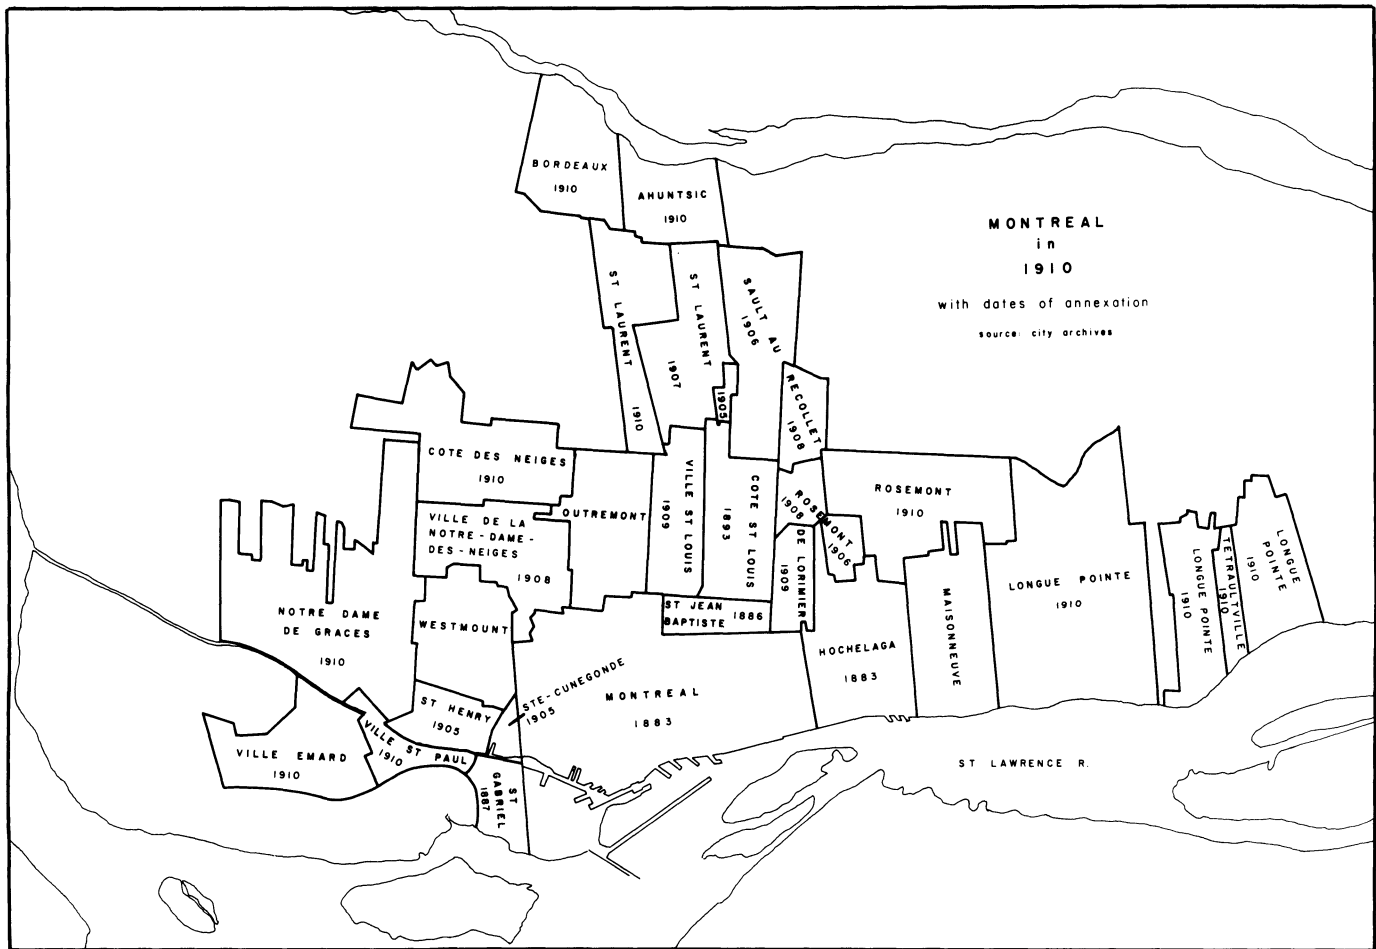 MONTREAL
in
1910
with dates of annexation
source: city archives
BORDEAUX
1910
AHUNTSIC
1910
ST LAURENT
1910
ST LAURENT
1907
1905
SAULT AU
1906
RECOLLET
1908
COTE DES NEIGES
1910
OUTREMONT
VILLE ST LOUIS
1909
COTE ST LOUIS
1893
ROSEMONT
1908
1906
ROSEMONT
1910
VILLE DE LA
NOTRE-DAME-
DES-NEIGES
1908
DE LORIMIER
1909
ST JEAN
BAPTISTE 1886
NOTRE DAME
DE GRACES
1910
WESTMOUNT
HOCHELAGA
1883
MAISONNEUVE
LONGUE POINTE
1910
LONGUE POINTE
1910
TETRAULTVILLE
1910
LONGUE
POINTE
1910
ST HENRY
1905
STE-CUNEGONDE
1905
MONTREAL
1883
VILLE EMARD
1910
VILLE ST PAUL
1910
ST
GABRIEL
1887
ST LAWRENCE R.